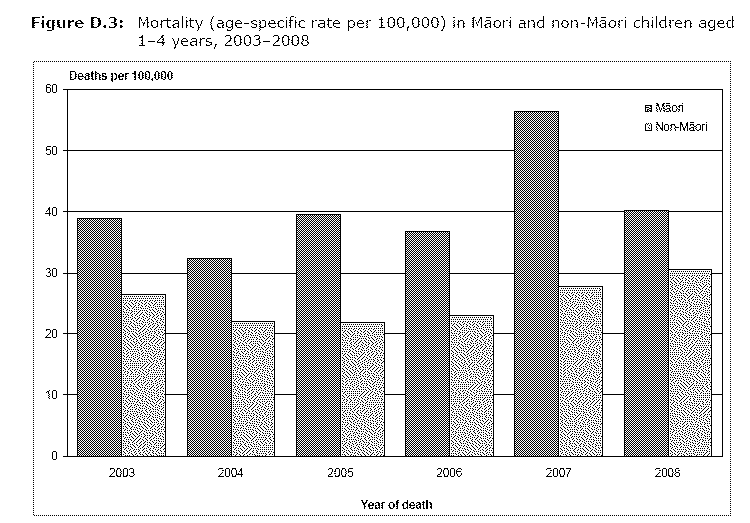 Figure D.3: Mortality (age-specific rate per 100,000) in Māori and non-Māori children aged
1–4 years, 2003–2008
Deaths per 100,000
60
Māori
Non-Māori
50
40
30
20
10
0
2003 2004 2005 2006 2007 2008
Year of death